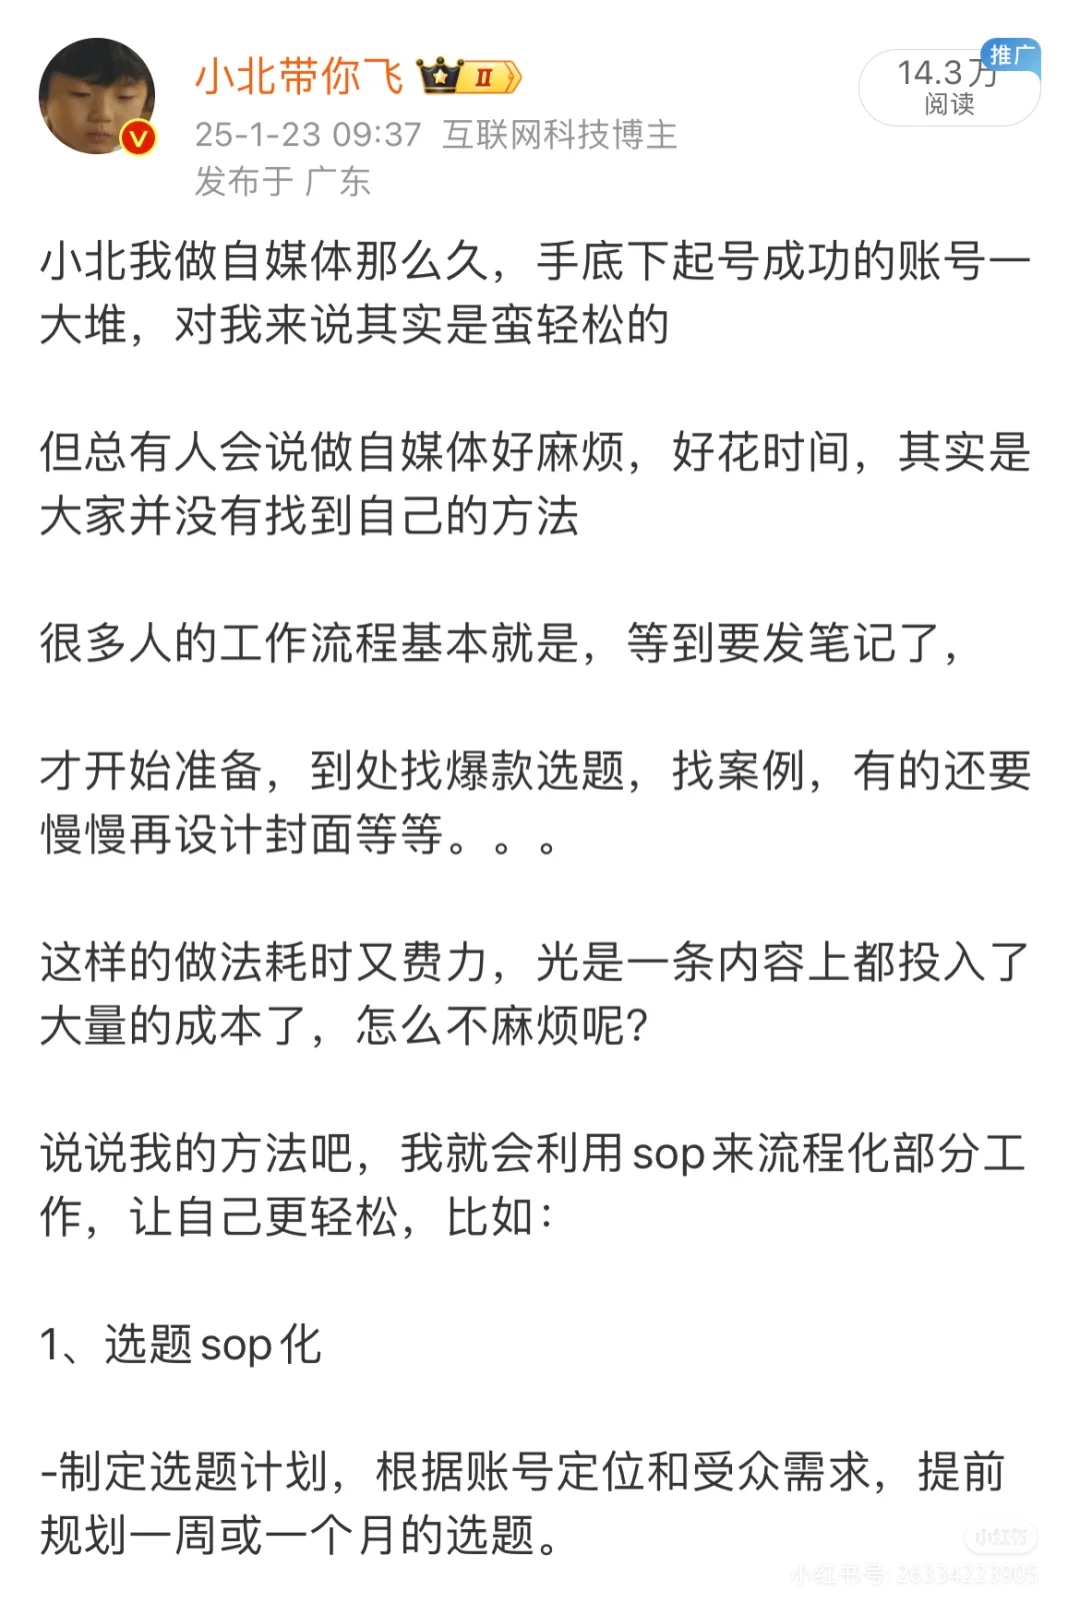 小北带你飞 II
推广
14.3万
阅读
25-1-23 09:37 互联网科技博主
发布于 广东
小北我做自媒体那么久，手底下起号成功的账号一
大堆，对我来说其实是蛮轻松的
但总有人会说做自媒体好麻烦，好花时间，其实是
大家并没有找到自己的方法
很多人的工作流程基本就是，等到要发笔记了，
才开始准备，到处找爆款选题，找案例，有的还要
慢慢再设计封面等等。。。
这样的做法耗时又费力，光是一条内容上都投入了
大量的成本了，怎么不麻烦呢？
说说我的方法吧，我就会利用sop来流程化部分工
作，让自己更轻松，比如：
1、选题sop化
-制定选题计划，根据账号定位和受众需求，提前
规划一周或一个月的选题。
小红书
小红书号: 26334223905